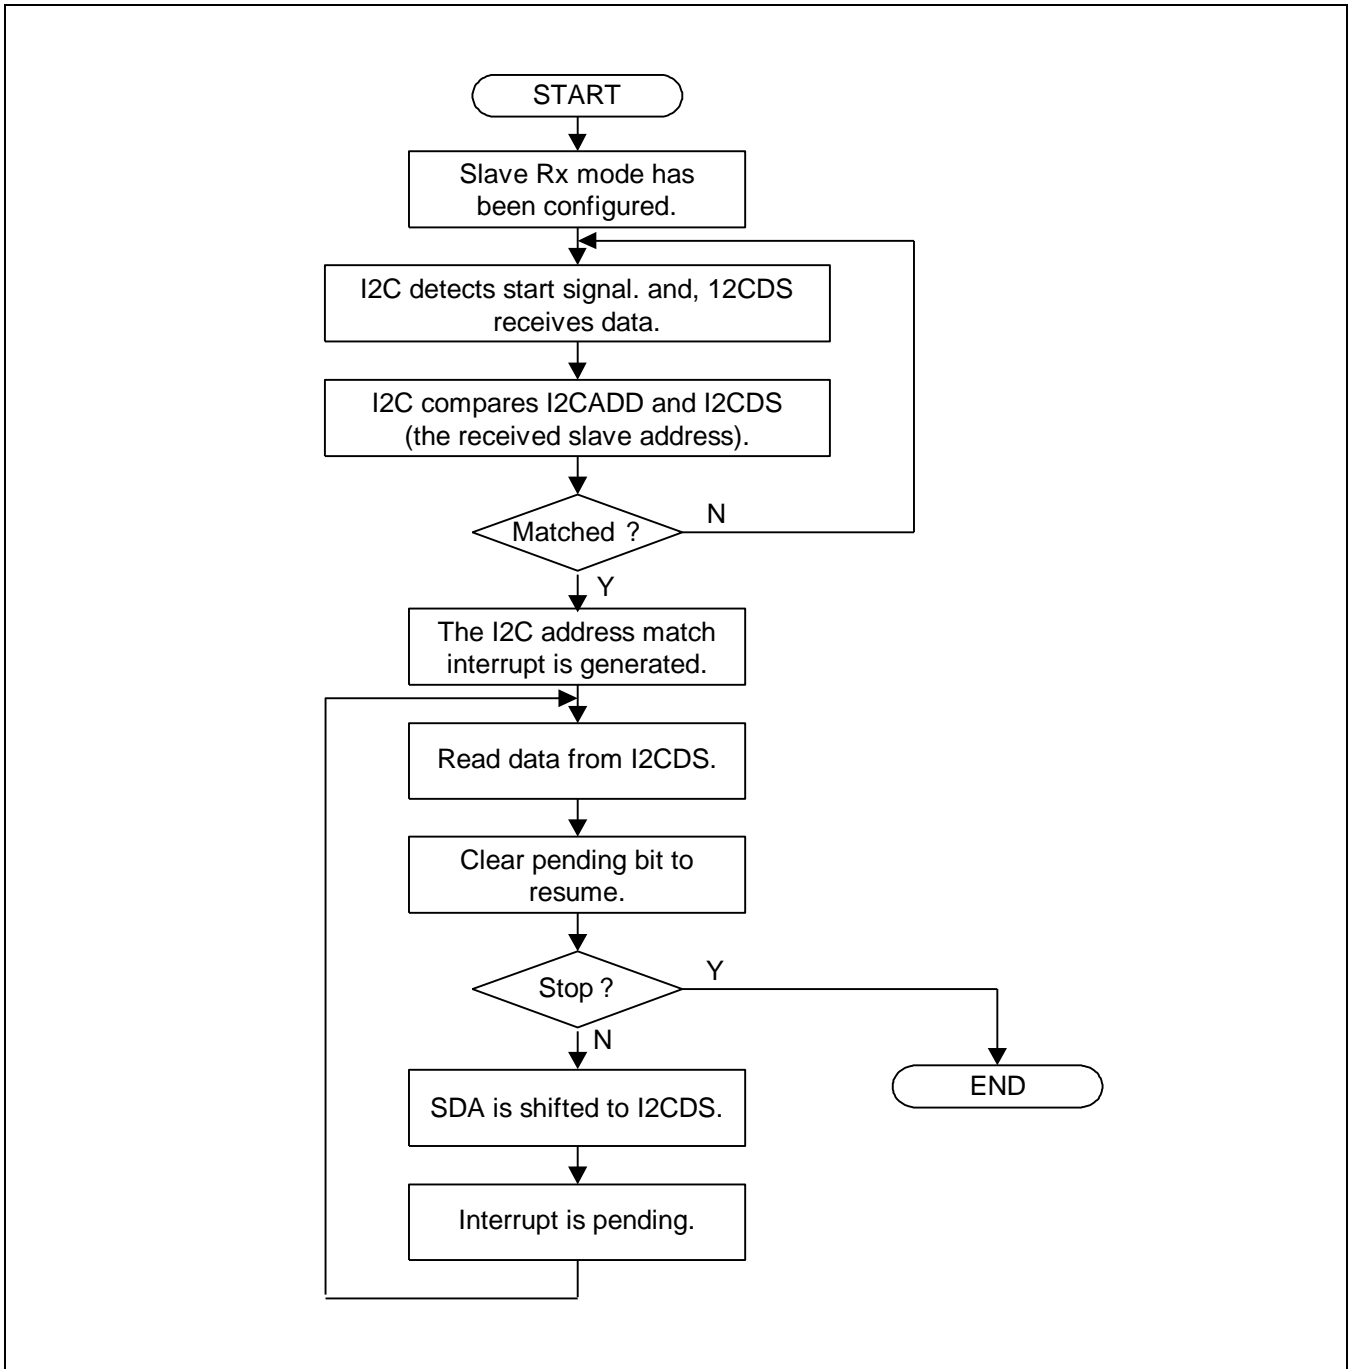 START
Slave Rx mode has
been configured.
I2C detects start signal. and, 12CDS
receives data.
I2C compares I2CADD and I2CDS
(the received slave address).
Matched ?
N
Y
The I2C address match
interrupt is generated.
Read data from I2CDS.
Clear pending bit to
resume.
Stop ?
Y
N
SDA is shifted to I2CDS.
END
Interrupt is pending.